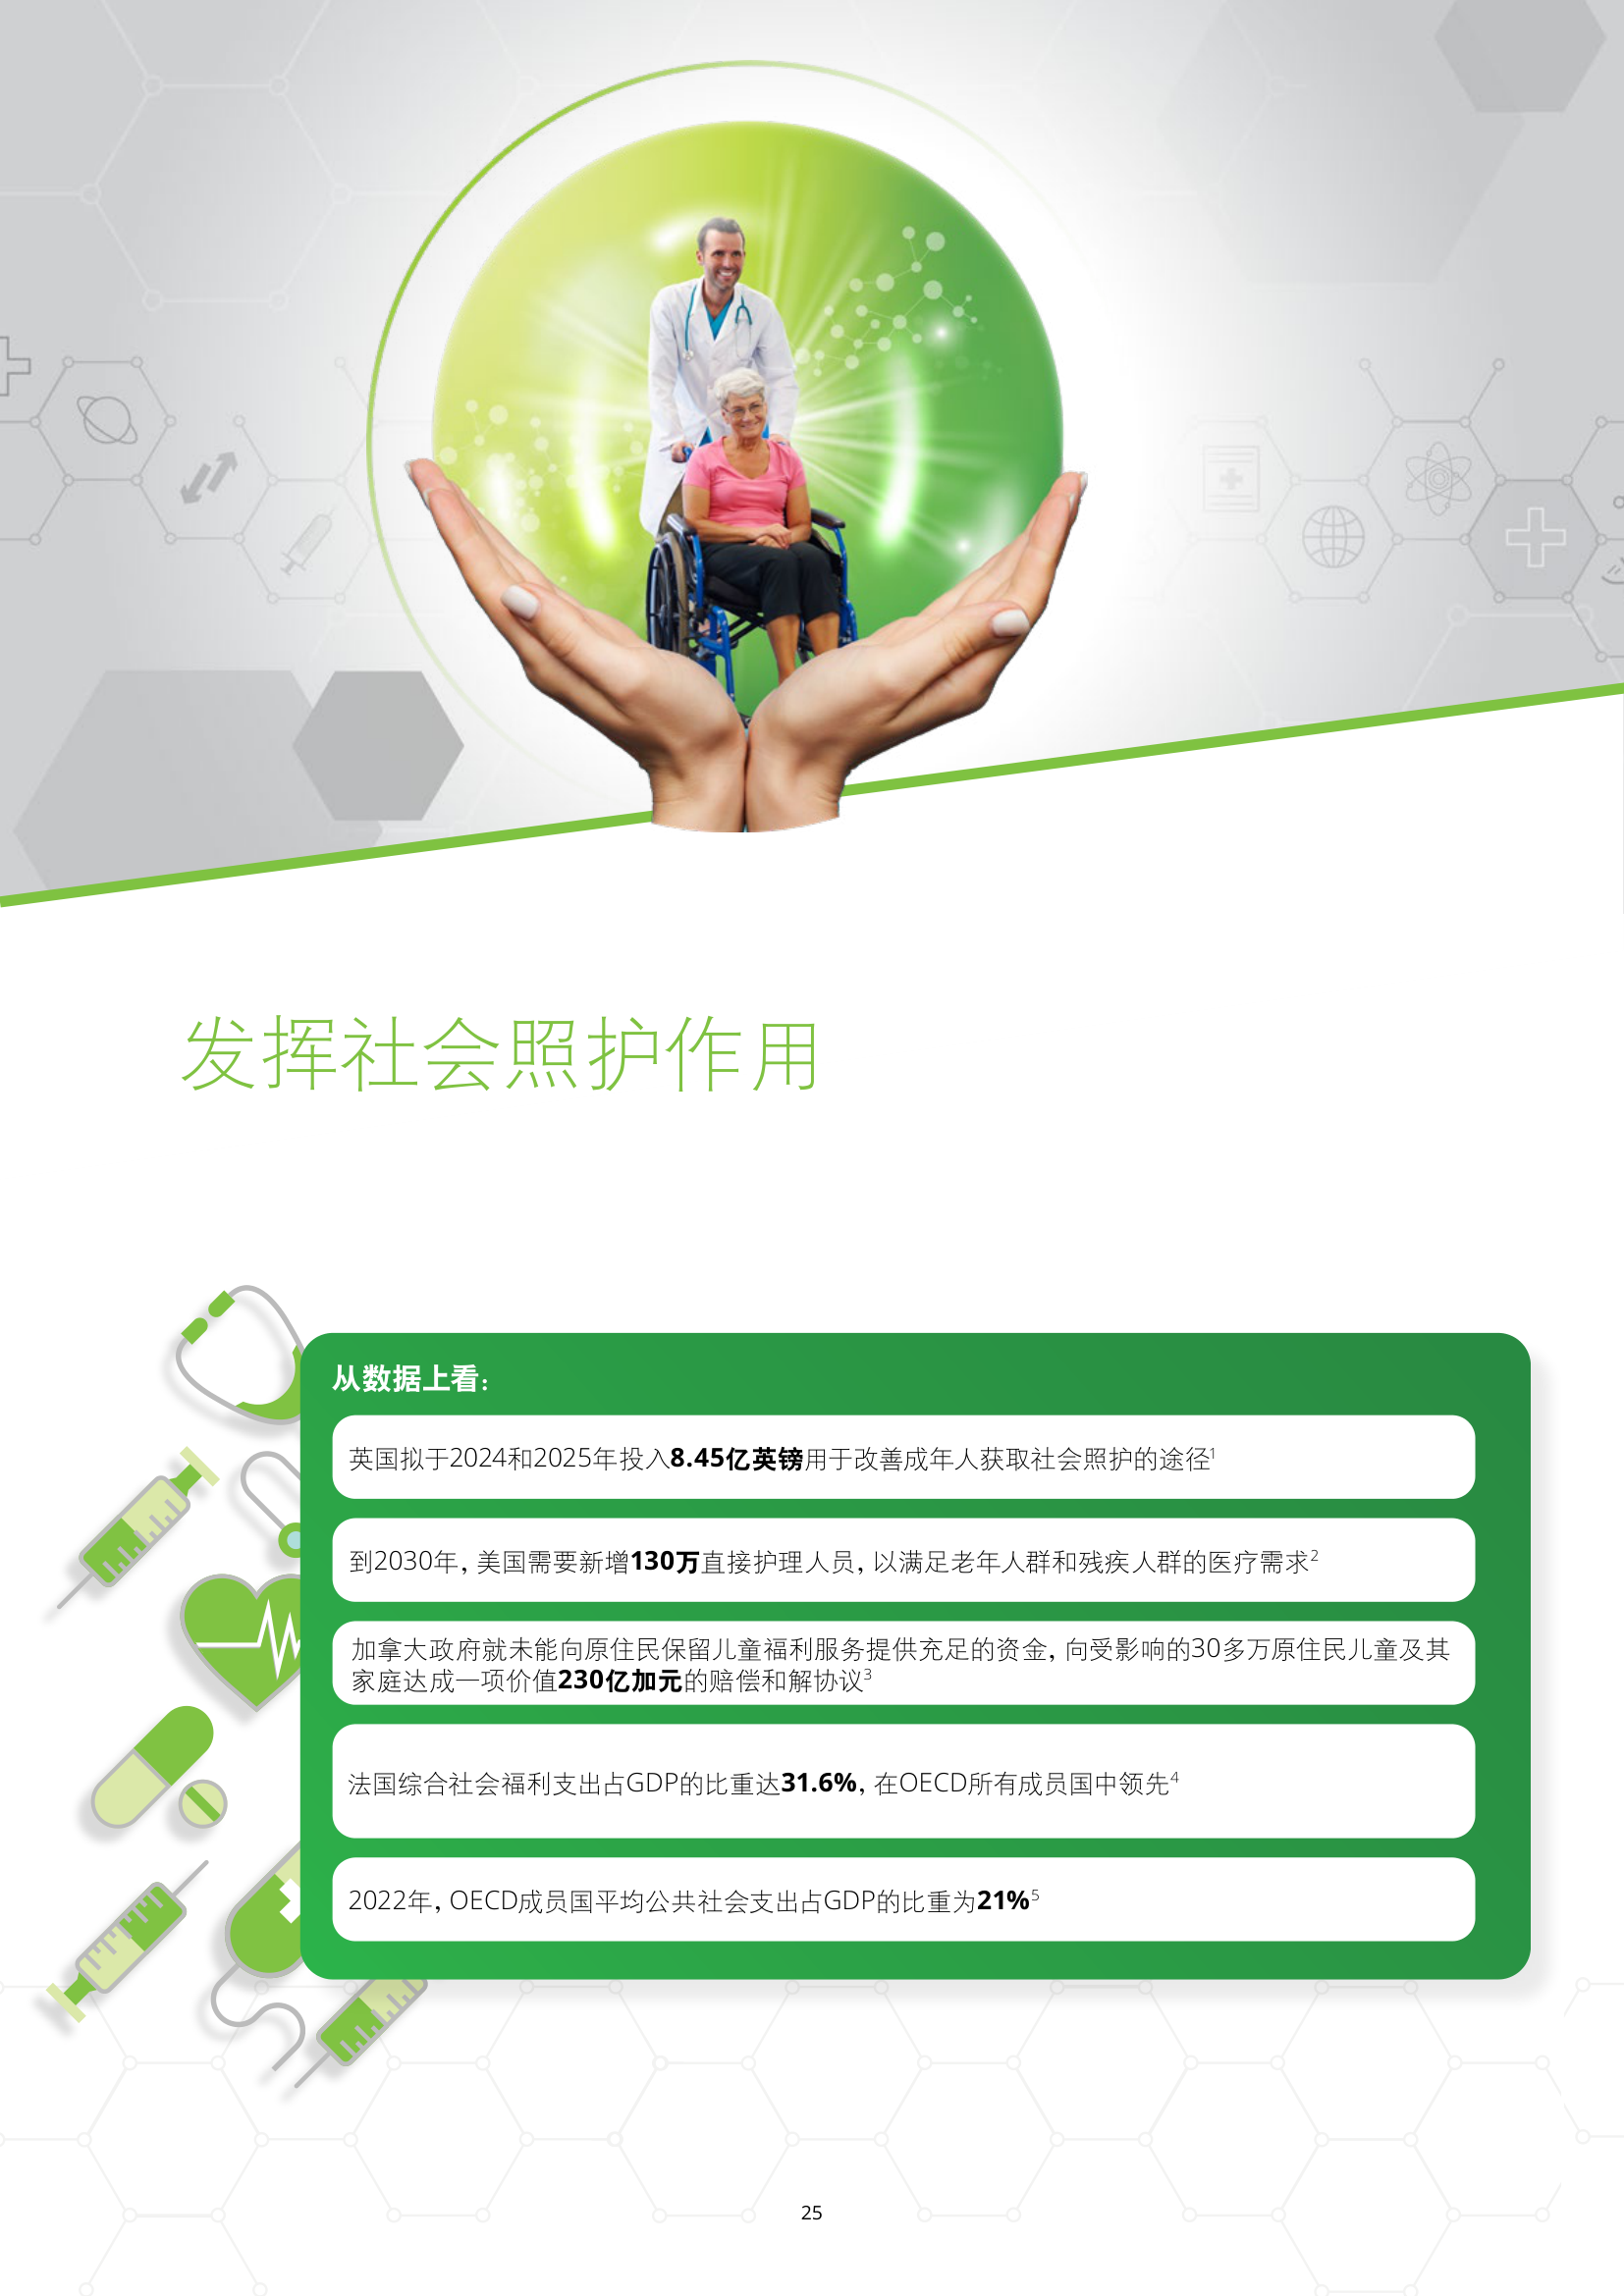 发挥社会照护作用
从数据上看：
英国拟于2024和2025年投入8.45亿英镑用于改善成年人获取社会照护的途径1
到2030年，美国需要新增130万直接护理人员，以满足老年人群和残疾人群的医疗需求2
加拿大政府就未能向原住民保留儿童福利服务提供充足的资金，向受影响的30多万原住民儿童及其
家庭达成一项价值230亿加元的赔偿和解协议3
法国综合社会福利支出占GDP的比重达31.6%，在OECD所有成员国中领先4
2022年，OECD成员国平均公共社会支出占GDP的比重为21%5
25